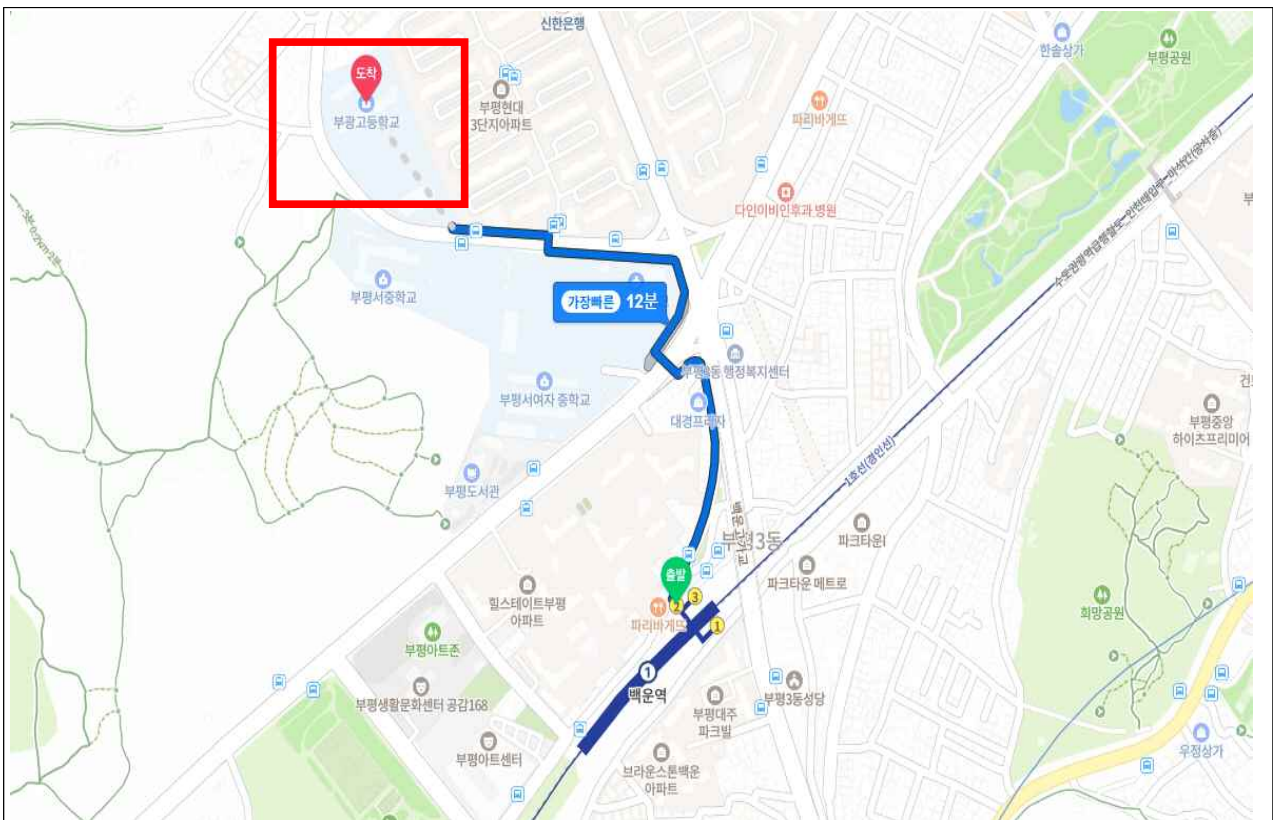 신한은행
한솔상가
부평공원
도착
부광고등학교
부평현대
3단지아파트
파리바게뜨
다인이비인후과병원
부평서중학교
가장빠른 12분
부평서여자 중학교
대경프라자
부평도서관
1호선(경인선)
부평중앙
하이츠프리미어
백운고가교
부평3동
파크타운I
파크타운 메트로
출발
2
3
1
파리바게뜨
힐스테이트부평
아파트
희망공원
부평아트존
1
백운역
부평생활문화센터 공감168
부평대주
파크빌
부평3동성당
부평아트센터
브라운스톤백운
아파트
우정상가